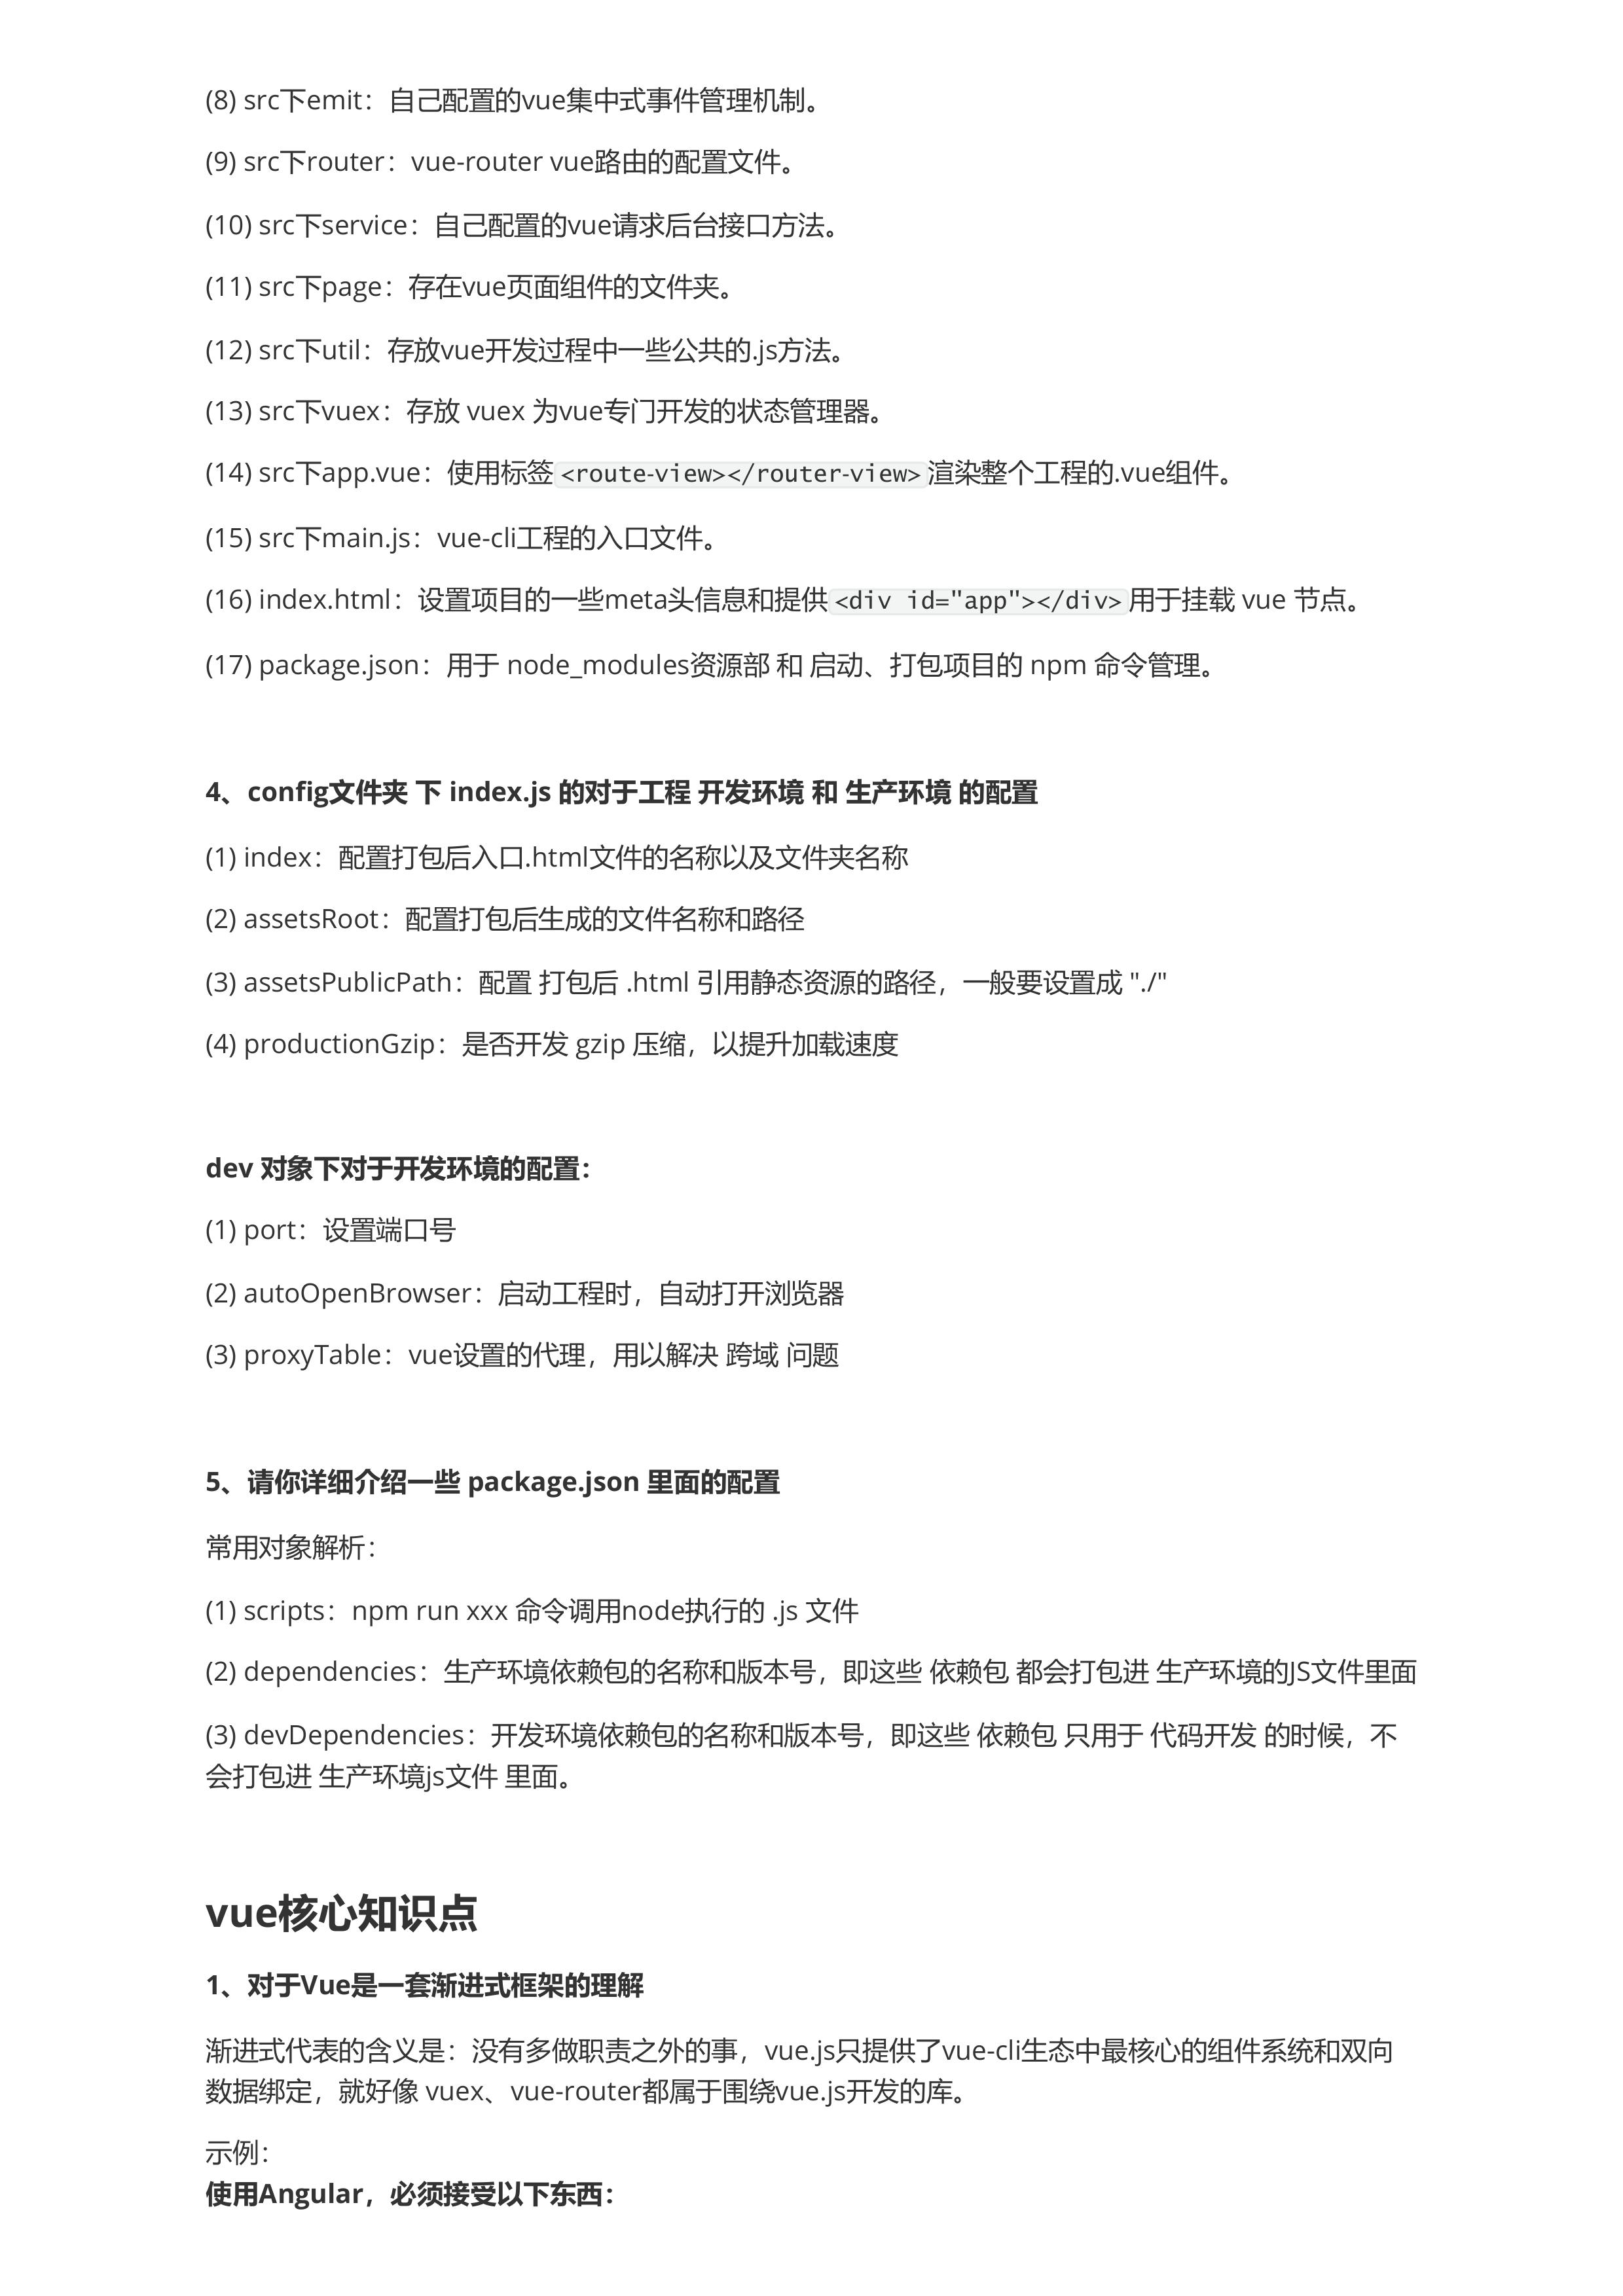 (8) src下emit：自己配置的vue集中式事件管理机制。
(9) src下router：vue-router vue路由的配置文件。
(10) src下service：自己配置的vue请求后台接口方法。
(11) src下page：存在vue页面组件的文件夹。
(12) src下util：存放vue开发过程中一些公共的.js方法。
(13) src下vuex：存放 vuex 为vue专门开发的状态管理器。
(14) src下app.vue：使用标签<route-view></router-view>渲染整个工程的.vue组件。
(15) src下main.js：vue-cli工程的入口文件。
(16) index.html：设置项目的一些meta头信息和提供<div id="app"></div>用于挂载 vue 节点。
(17) package.json：用于 node_modules资源部 和 启动、打包项目的 npm 命令管理。
4、config文件夹 下 index.js 的对于工程 开发环境 和 生产环境 的配置
(1) index：配置打包后入口.html文件的名称以及文件夹名称
(2) assetsRoot：配置打包后生成的文件名称和路径
(3) assetsPublicPath：配置 打包后 .html 引用静态资源的路径，一般要设置成 "./"
(4) productionGzip：是否开发 gzip 压缩，以提升加载速度
dev 对象下对于开发环境的配置：
(1) port：设置端口号
(2) autoOpenBrowser：启动工程时，自动打开浏览器
(3) proxyTable：vue设置的代理，用以解决 跨域 问题
5、请你详细介绍一些 package.json 里面的配置
常用对象解析：
(1) scripts：npm run xxx 命令调用node执行的 .js 文件
(2) dependencies：生产环境依赖包的名称和版本号，即这些 依赖包 都会打包进 生产环境的JS文件里面
(3) devDependencies：开发环境依赖包的名称和版本号，即这些 依赖包 只用于 代码开发 的时候，不
会打包进 生产环境js文件 里面。
vue核心知识点
1、对于Vue是一套渐进式框架的理解
渐进式代表的含义是：没有多做职责之外的事，vue.js只提供了vue-cli生态中最核心的组件系统和双向
数据绑定，就好像 vuex、vue-router都属于围绕vue.js开发的库。
示例：
使用Angular，必须接受以下东西：